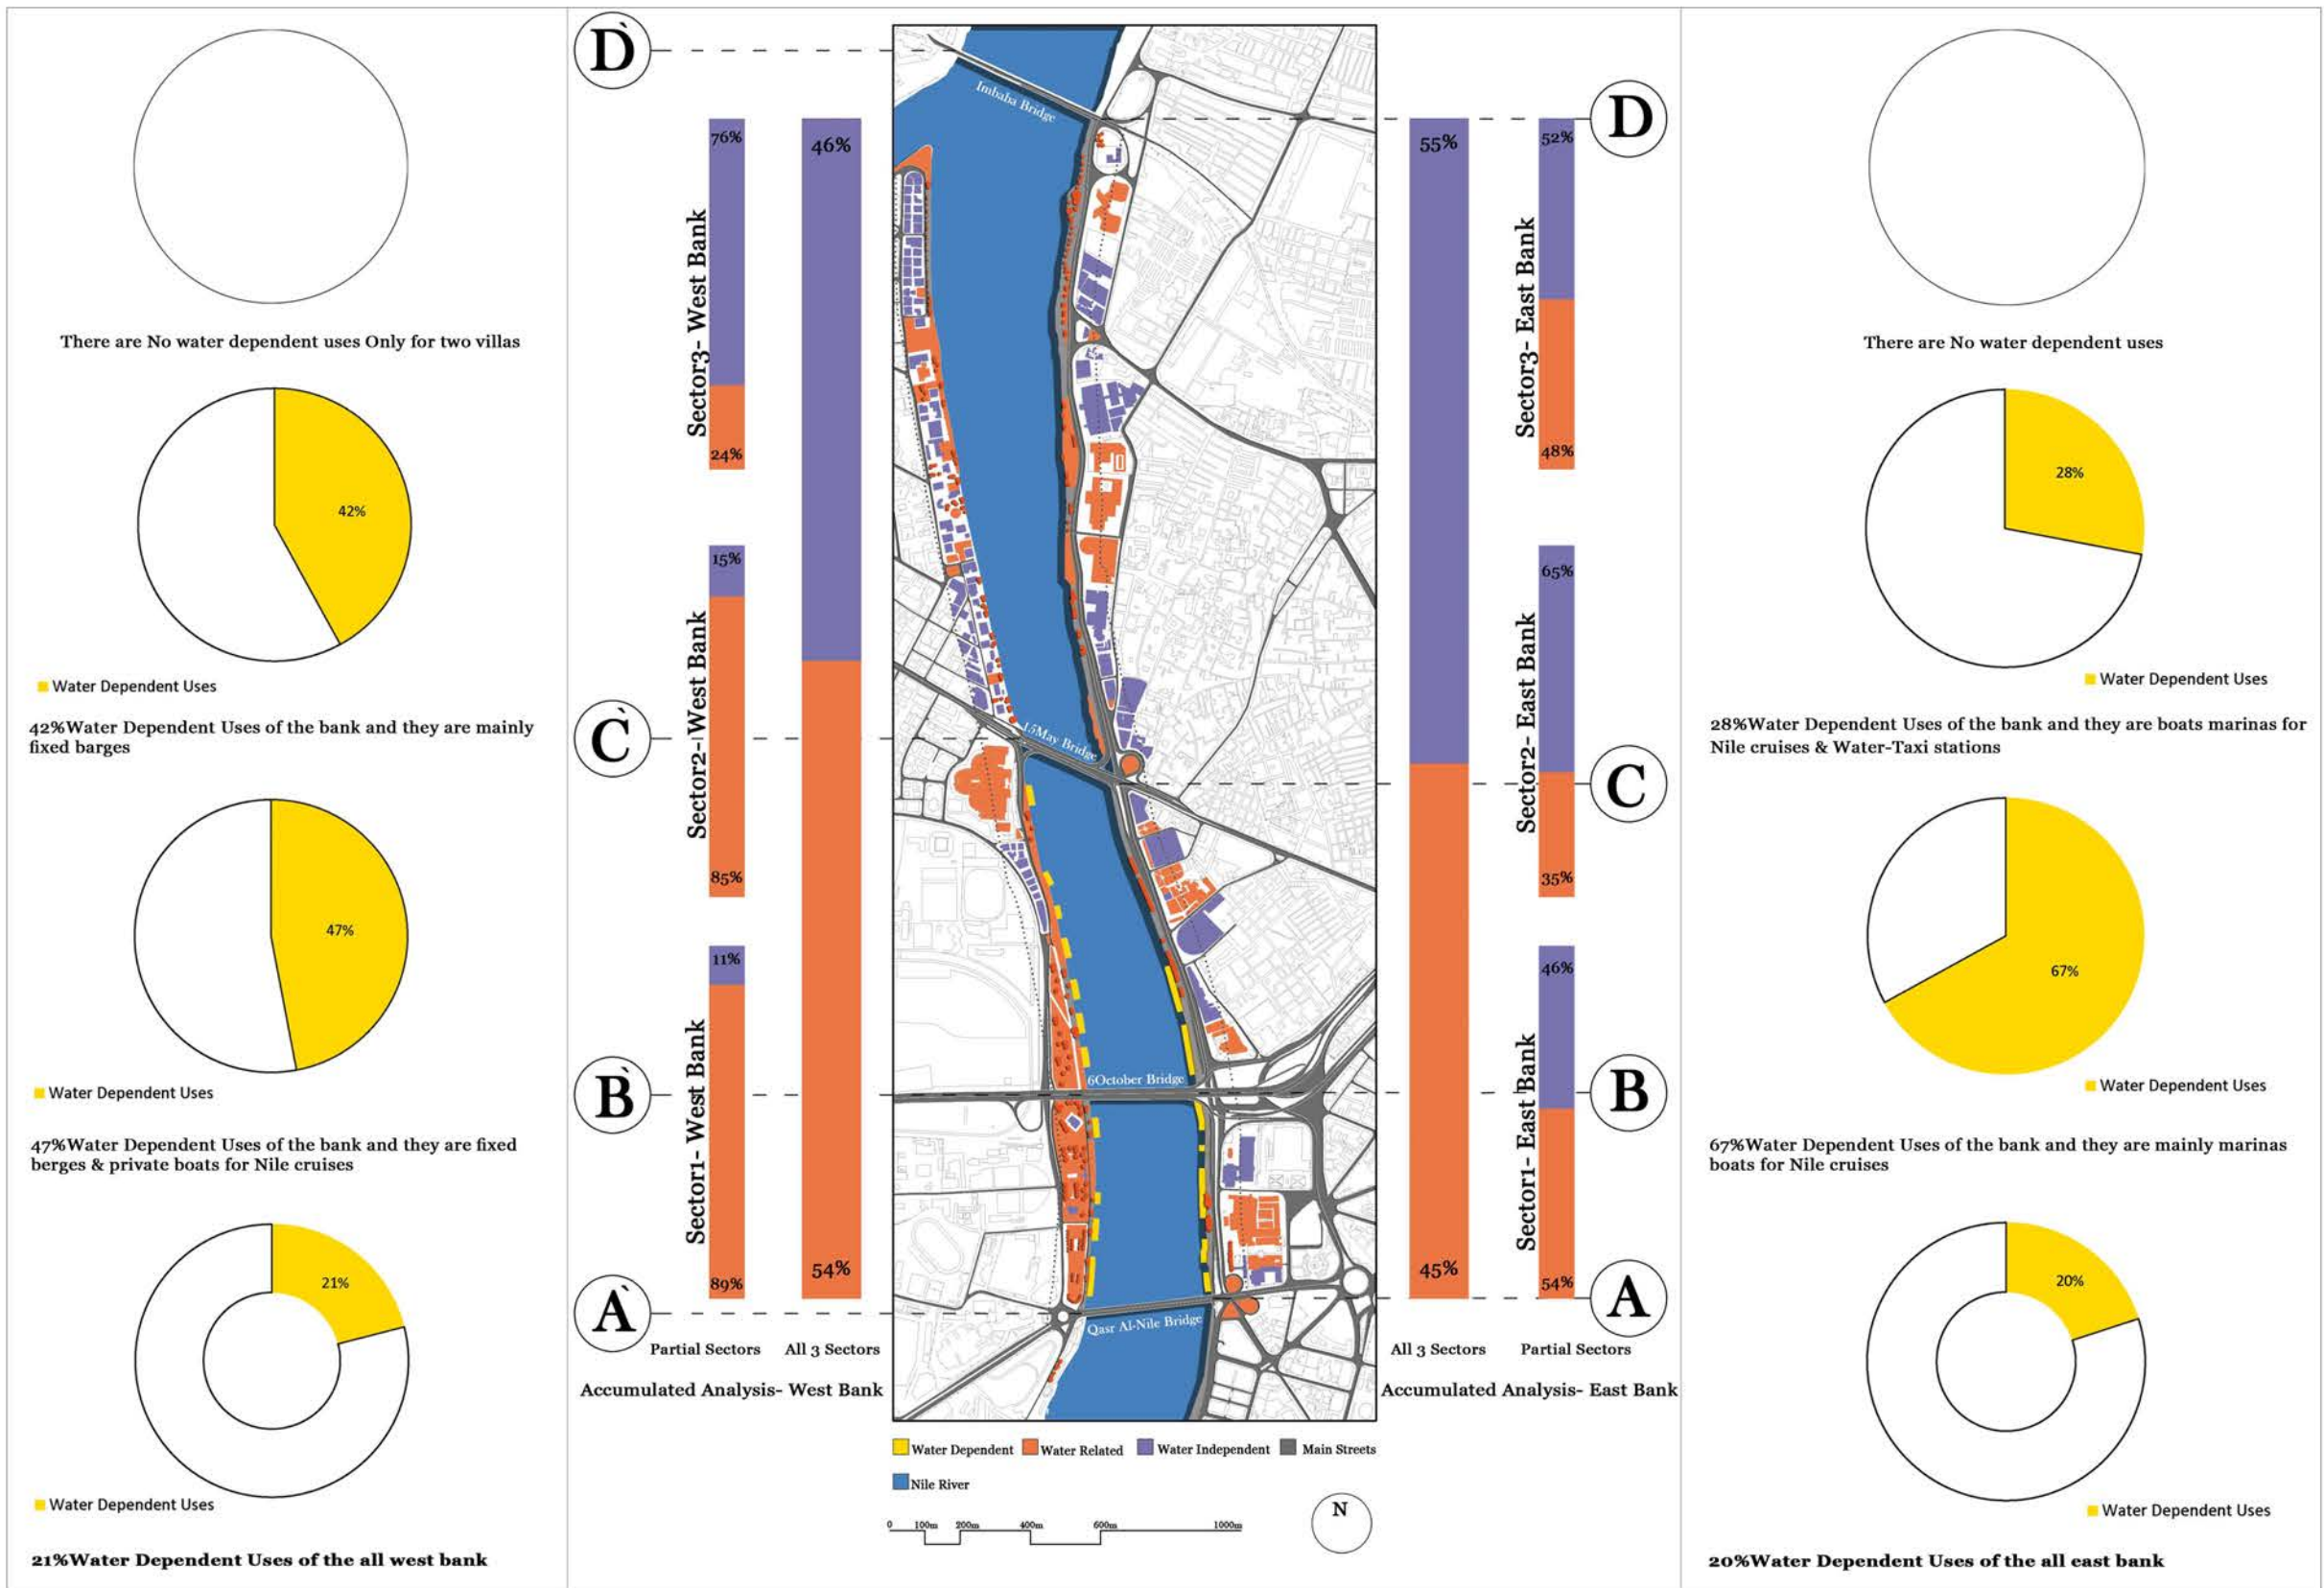 There are No water dependent uses Only for two villas
42%
Water Dependent Uses
42%Water Dependent Uses of the bank and they are mainly
fixed barges
47%
Water Dependent Uses
47%Water Dependent Uses of the bank and they are fixed
berges & private boats for Nile cruises
21%
Water Dependent Uses
21%Water Dependent Uses of the all west bank
D̀
C̀
B̀
À
Sector3- West Bank
76%
24%
Sector2-West Bank
15%
85%
Sector1- West Bank
11%
89%
46%
54%
Partial Sectors
All 3 Sectors
Accumulated Analysis- West Bank
Imbaba Bridge
15May Bridge
6October Bridge
Qasr Al-Nile Bridge
Water Dependent
Water Related
Water Independent
Main Streets
Nile River
0 100m 200m 400m 600m 1000m
N
55%
45%
Sector3- East Bank
52%
48%
Sector2- East Bank
65%
35%
Sector1- East Bank
46%
54%
D
C
B
A
All 3 Sectors
Partial Sectors
Accumulated Analysis- East Bank
There are No water dependent uses
28%
Water Dependent Uses
28%Water Dependent Uses of the bank and they are boats marinas for
Nile cruises & Water-Taxi stations
67%
Water Dependent Uses
67%Water Dependent Uses of the bank and they are mainly marinas
boats for Nile cruises
20%
Water Dependent Uses
20%Water Dependent Uses of the all east bank